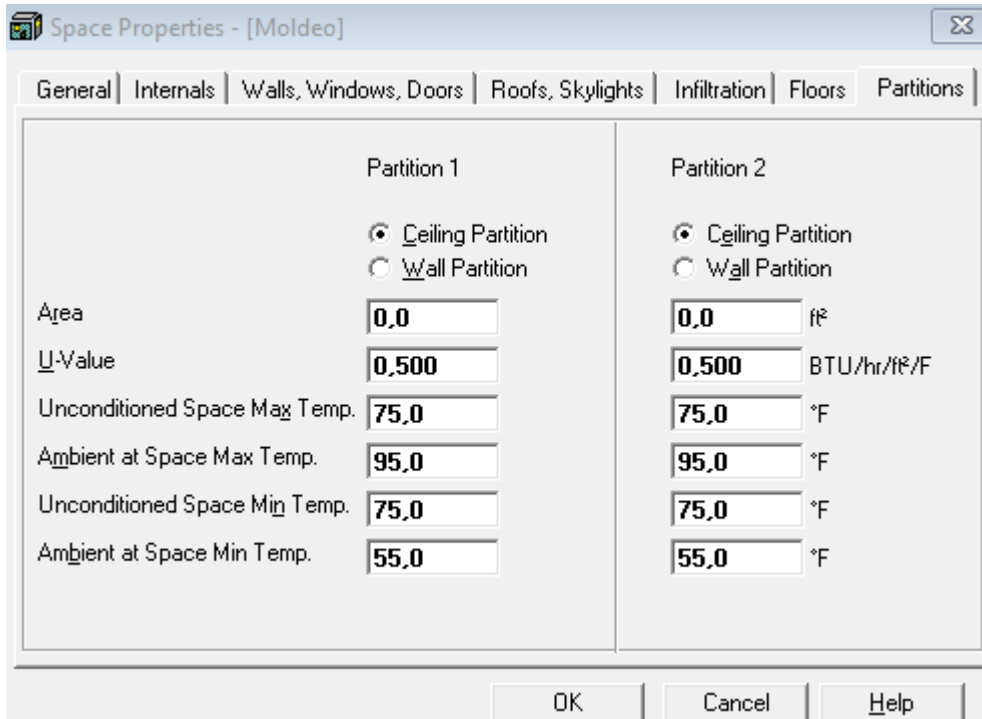 Space Properties - [Moldeo]
General Internals Walls, Windows, Doors Roofs, Skylights Infiltration Floors Partitions
Partition 1 Partition 2
Ceiling Partition Ceiling Partition
Wall Partition Wall Partition
Area 0,0 0,0 ft²
U-Value 0,500 0,500 BTU/hr/ft²/F
Unconditioned Space Max Temp. 75,0 75,0 °F
Ambient at Space Max Temp. 95,0 95,0 °F
Unconditioned Space Min Temp. 75,0 75,0 °F
Ambient at Space Min Temp. 55,0 55,0 °F
OK Cancel Help